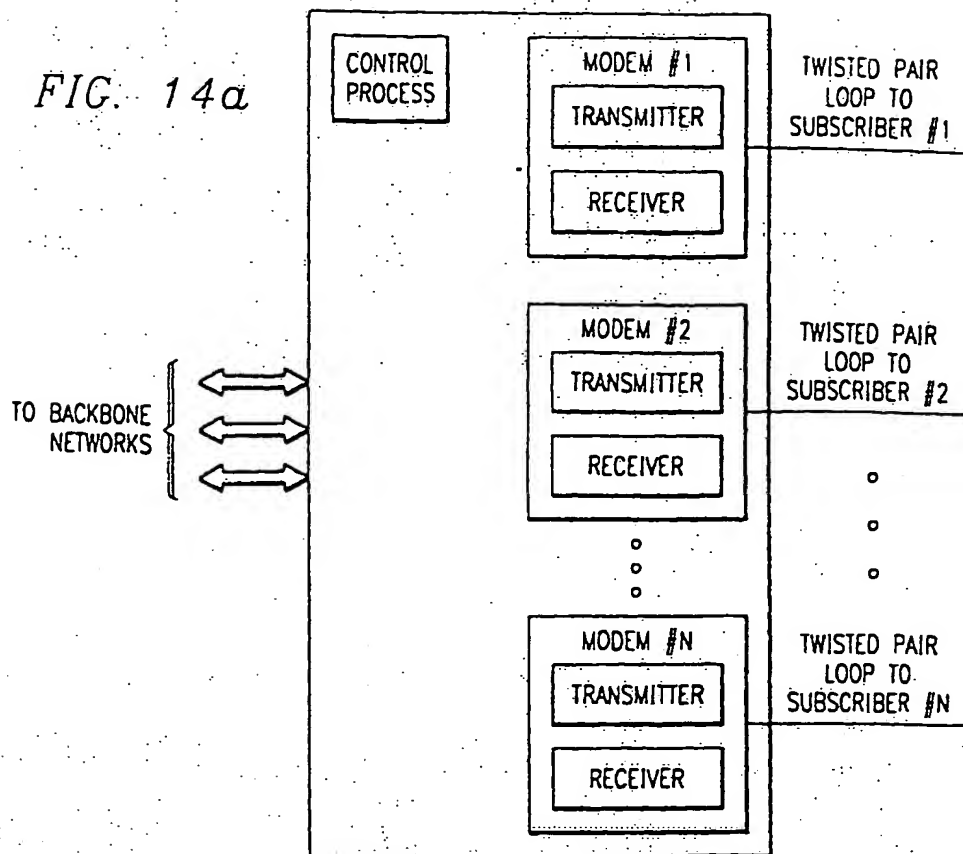 FIG. 14a
CONTROL
PROCESS
MODEM #1
TRANSMITTER
RECEIVER
TWISTED PAIR
LOOP TO
SUBSCRIBER #1
MODEM #2
TRANSMITTER
RECEIVER
TWISTED PAIR
LOOP TO
SUBSCRIBER #2
TO BACKBONE
NETWORKS
MODEM #N
TRANSMITTER
RECEIVER
TWISTED PAIR
LOOP TO
SUBSCRIBER #N